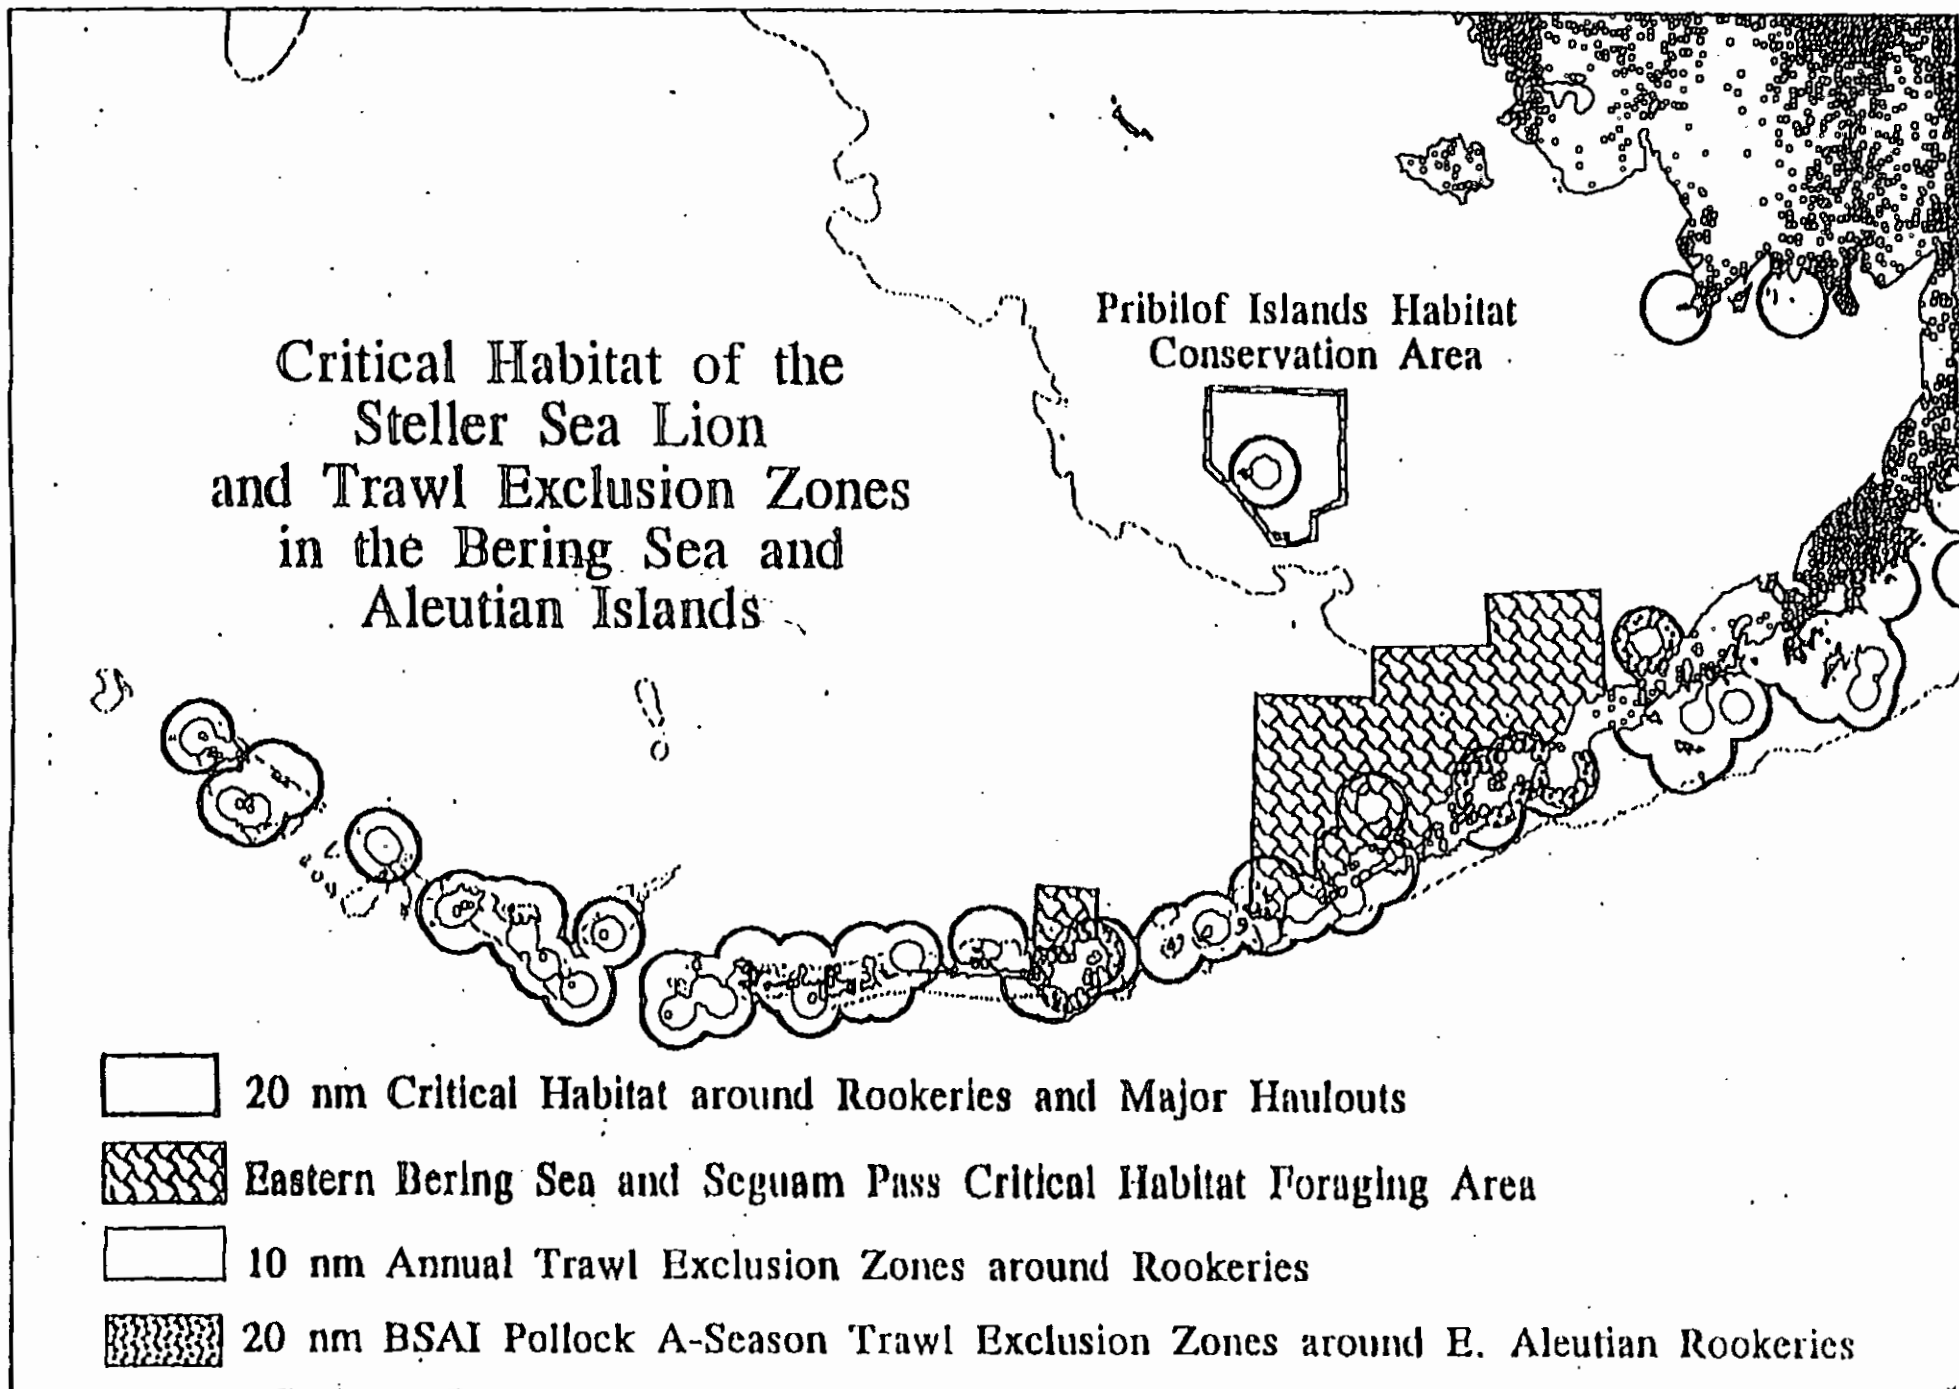 Pribilof Islands Habitat
Conservation Area
Critical Habitat of the
Steller Sea Lion
and Trawl Exclusion Zones
in the Bering Sea and
Aleutian Islands
20 nm Critical Habitat around Rookeries and Major Haulouts
Eastern Bering Sea and Seguam Pass Critical Habitat Foraging Area
10 nm Annual Trawl Exclusion Zones around Rookeries
20 nm BSAI Pollock A-Season Trawl Exclusion Zones around E. Aleutian Rookeries